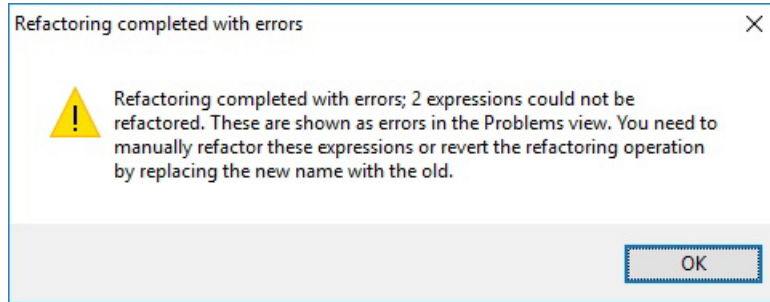 Refactoring completed with errors
Refactoring completed with errors; 2 expressions could not be
refactored. These are shown as errors in the Problems view. You need to
manually refactor these expressions or revert the refactoring operation
by replacing the new name with the old.
OK